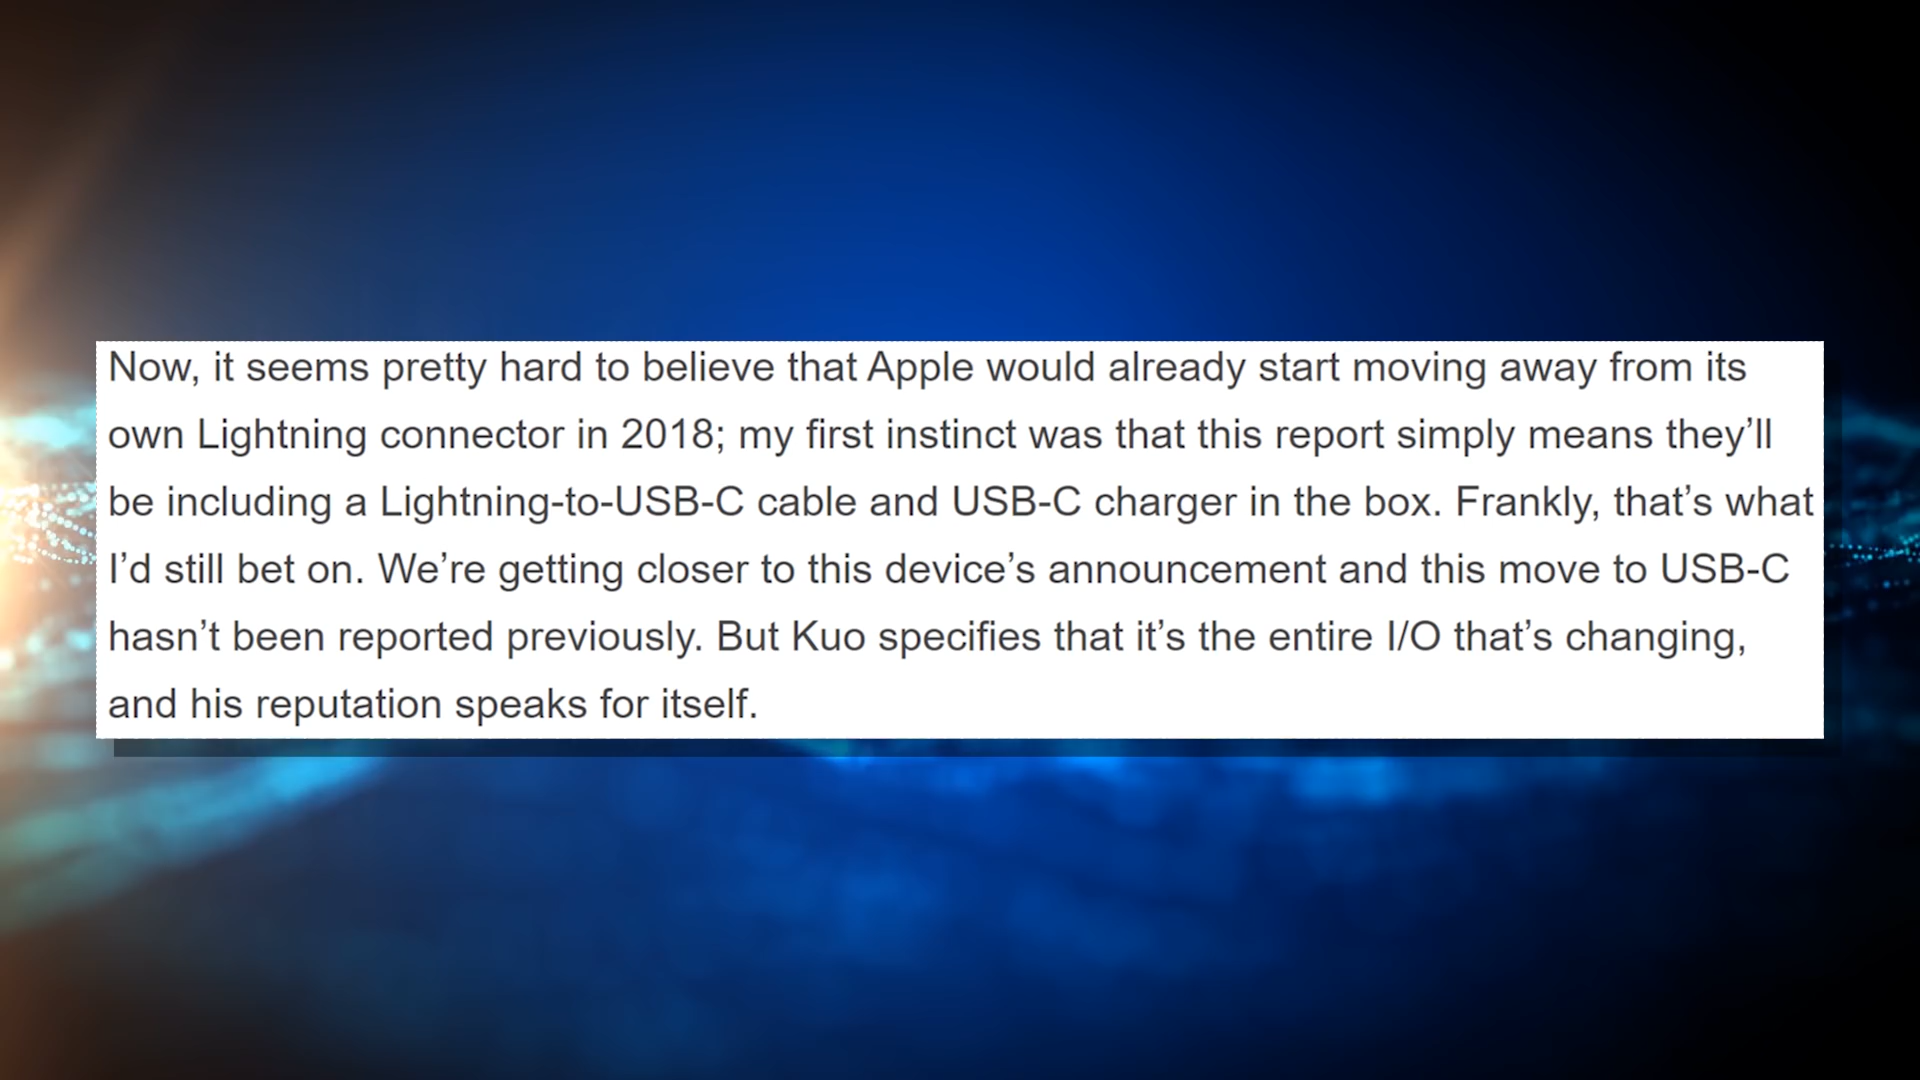 Now, it seems pretty hard to believe that Apple would already start moving away from its
own Lightning connector in 2018; my first instinct was that this report simply means they’ll
be including a Lightning-to-USB-C cable and USB-C charger in the box. Frankly, that’s what
I’d still bet on. We’re getting closer to this device’s announcement and this move to USB-C
hasn’t been reported previously. But Kuo specifies that it’s the entire I/O that’s changing,
and his reputation speaks for itself.